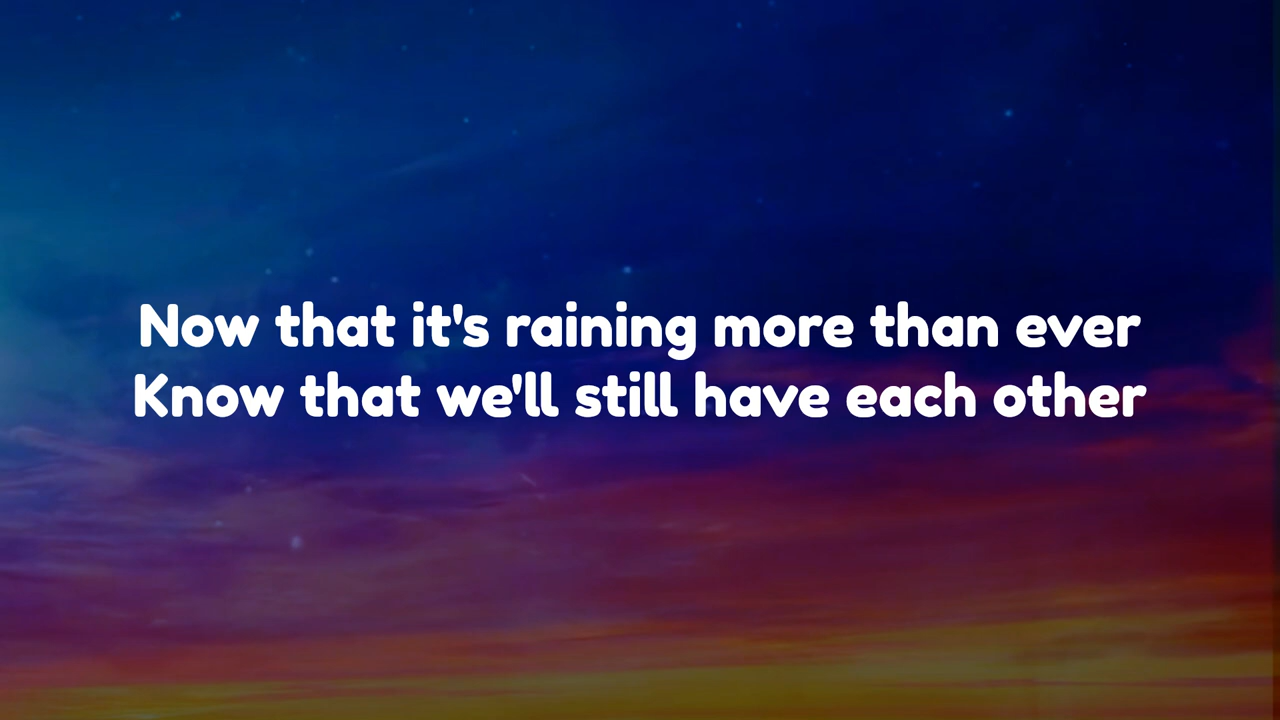 Now that it's raining more than ever
Know that we'll still have each other